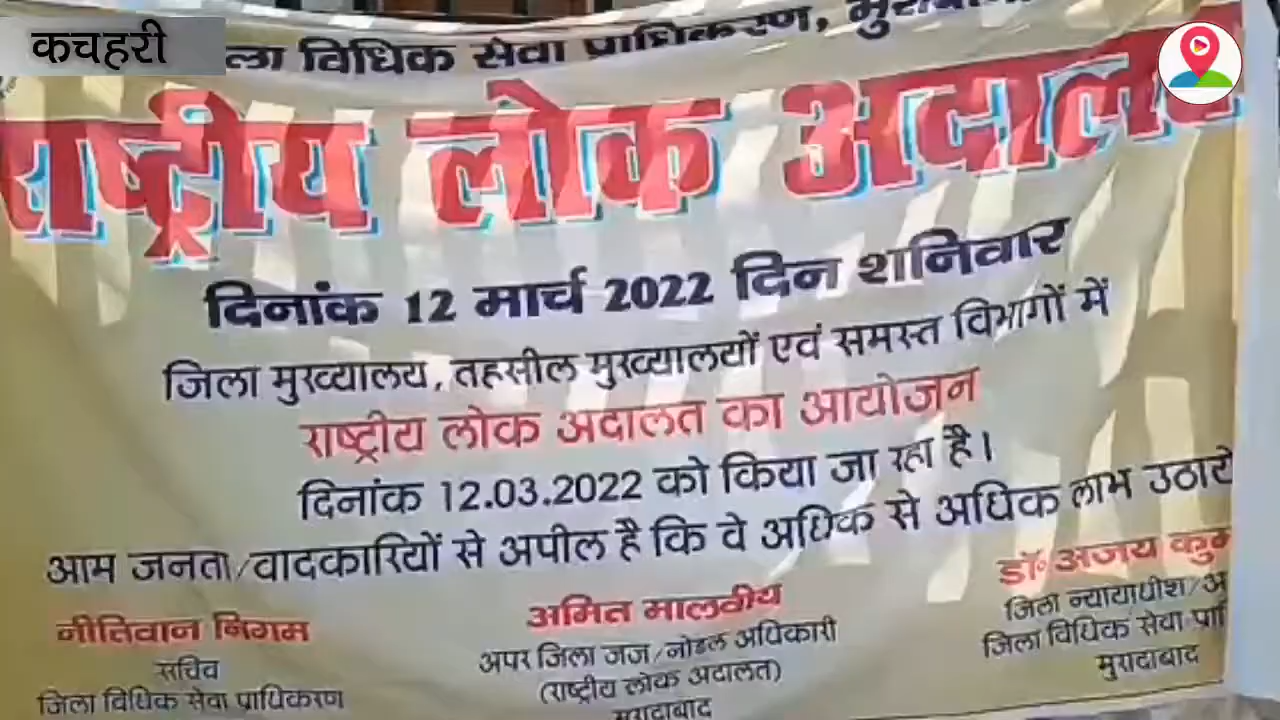 कचहरी
ला विधिक सेवा प्राधिकरण,
राष्ट्रीय लोक अदालत
दिनांक 12 मार्च 2022 दिन शनिवार
जिला मुख्यालय, तहसील मुख्यालयों एवं समस्त विभागों में
राष्ट्रीय लोक अदालत का आयोजन
दिनांक 12.03.2022 को किया जा रहा है।
आम जनता/वादकारियों से अपील है कि वे अधिक से अधिक लाभ उठायें
नीतिवान निगम
सचिव
जिला विधिक सेवा प्राधिकरण
अमित मालवीय
अपर जिला जज/नोडल अधिकारी
(राष्ट्रीय लोक अदालत)
मुरादाबाद
डॉ॰ अजय कुम
जिला न्यायाधीश/अ
जिला विधिक सेवा प्रा
मुरादाबाद